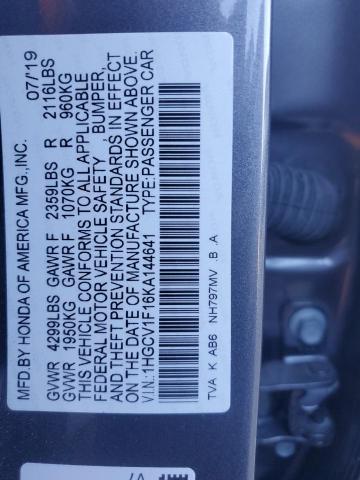 MFD BY HONDA OF AMERICA MFG.,INC. 07/'19
GVWR 4299LBS GAWR F 2359LBS R 2116LBS
GVWR 1950KG GAWR F 1070KG R 960KG
THIS VEHICLE CONFORMS TO ALL APPLICABLE
FEDERAL MOTOR VEHICLE SAFETY , BUMPER,
AND THEFT PREVENTION STANDARDS IN EFFECT
ON THE DATE OF MANUFACTURE SHOWN ABOVE.
V.I.N.:1HGCV1F16KA144641 TYPE:PASSENGER CAR
TVA K AB6 NH797MV .B .A